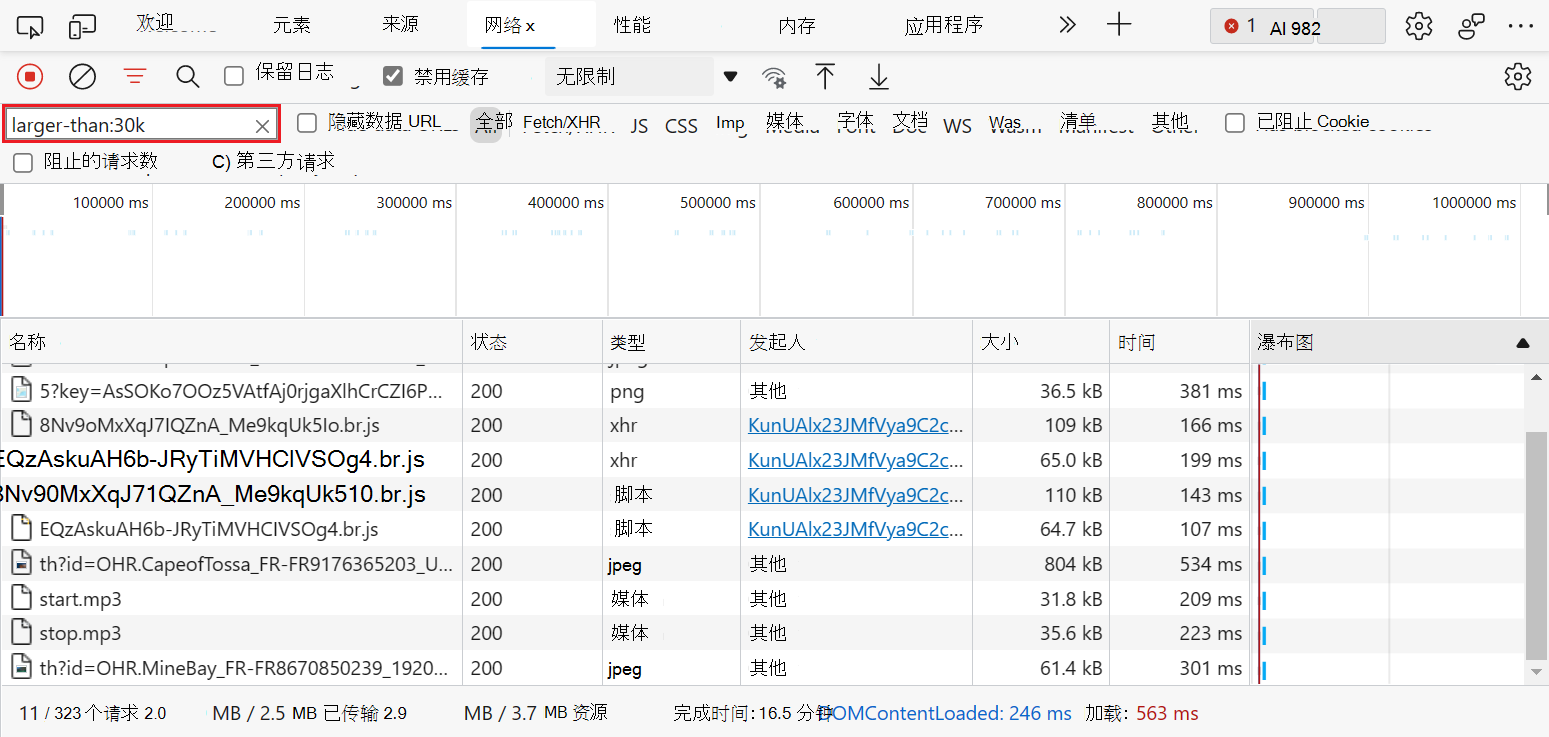 欢迎 元素 来源 网络 x 性能 内存 应用程序 1 AI 982
保留日志 禁用缓存 无限制
larger-than:30k 隐藏数据 URL 全部 Fetch/XHR JS CSS Imp 媒体 字体 文档 WS Was 清单 其他 已阻止 Cookie
阻止的请求数 C) 第三方请求
100000 ms 200000 ms 300000 ms 400000 ms 500000 ms 600000 ms 700000 ms 800000 ms 900000 ms 1000000 ms
名称 状态 类型 发起人 大小 时间 瀑布图
5?key=AsSOKo7OOz5VAtfAj0rjgaXlhCrCZI6P... 200 png 其他 36.5 kB 381 ms
8Nv9oMxXqJ7IQZnA_Me9kqUk5Io.br.js 200 xhr KunUAlx23JMfVya9C2c... 109 kB 166 ms
EQzAskuAH6b-JRyTiMVHCIVSOg4.br.js 200 xhr KunUAlx23JMfVya9C2c... 65.0 kB 199 ms
8Nv90MxXqJ71QZnA_Me9kqUk510.br.js 200 脚本 KunUAlx23JMfVya9C2c... 110 kB 143 ms
EQzAskuAH6b-JRyTiMVHCIVSOg4.br.js 200 脚本 KunUAlx23JMfVya9C2c... 64.7 kB 107 ms
th?id=OHR.CapeofTossa_FR-FR9176365203_U... 200 jpeg 其他 804 kB 534 ms
start.mp3 200 媒体 其他 31.8 kB 209 ms
stop.mp3 200 媒体 其他 35.6 kB 223 ms
th?id=OHR.MineBay_FR-FR8670850239_1920... 200 jpeg 其他 61.4 kB 301 ms
11 / 323 个请求 2.0 MB / 2.5 MB 已传输 2.9 MB / 3.7 MB 资源 完成时间: 16.5 分钟 DOMContentLoaded: 246 ms 加载: 563 ms